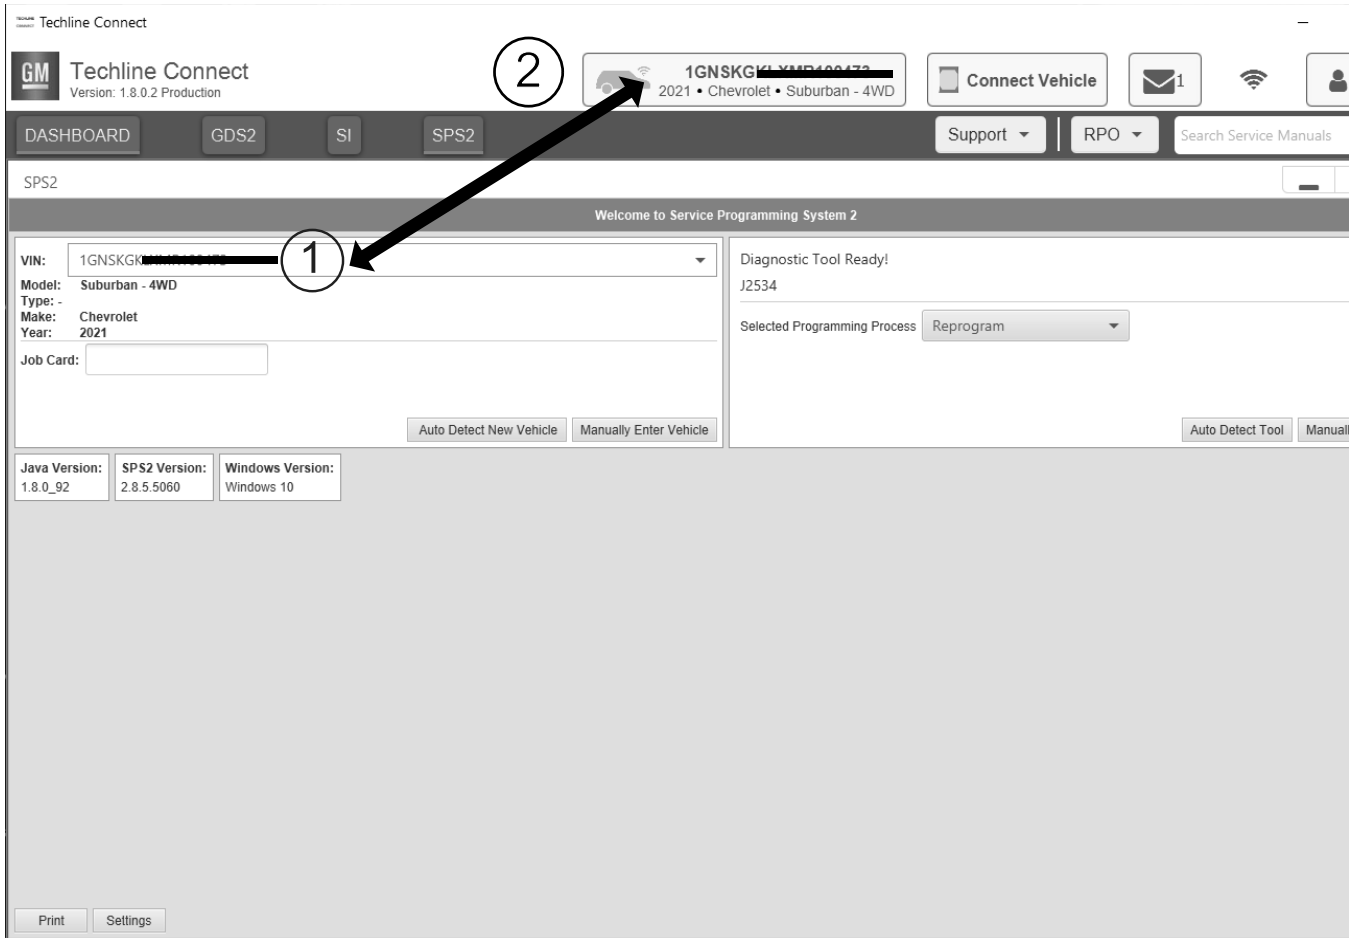 Techline Connect
GM
Techline Connect
Version: 1.8.0.2 Production
2
1GNSKG
2021 • Chevrolet • Suburban - 4WD
Connect Vehicle
1
DASHBOARD GDS2 SI SPS2 Support RPO Search Service Manuals
SPS2
Welcome to Service Programming System 2
VIN: 1GNSKGK
1
Model: Suburban - 4WD
Type: -
Make: Chevrolet
Year: 2021
Job Card:
Auto Detect New Vehicle Manually Enter Vehicle
Diagnostic Tool Ready!
J2534
Selected Programming Process Reprogram
Auto Detect Tool Manuall
Java Version: SPS2 Version: Windows Version:
1.8.0_92 2.8.5.5060 Windows 10
Print Settings